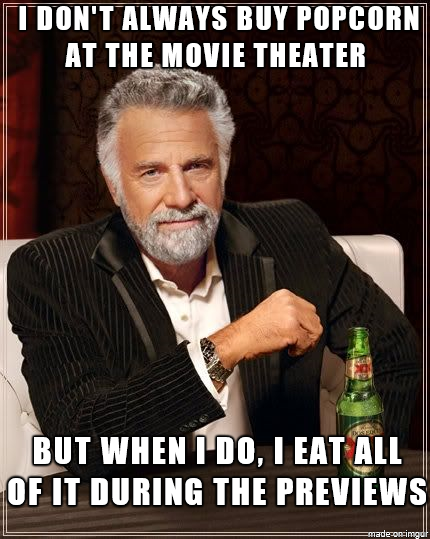 I DON'T ALWAYS BUY POPCORN
AT THE MOVIE THEATER
XX
BUT WHEN I DO, I EAT ALL
OF IT DURING THE PREVIEWS
made on imgur